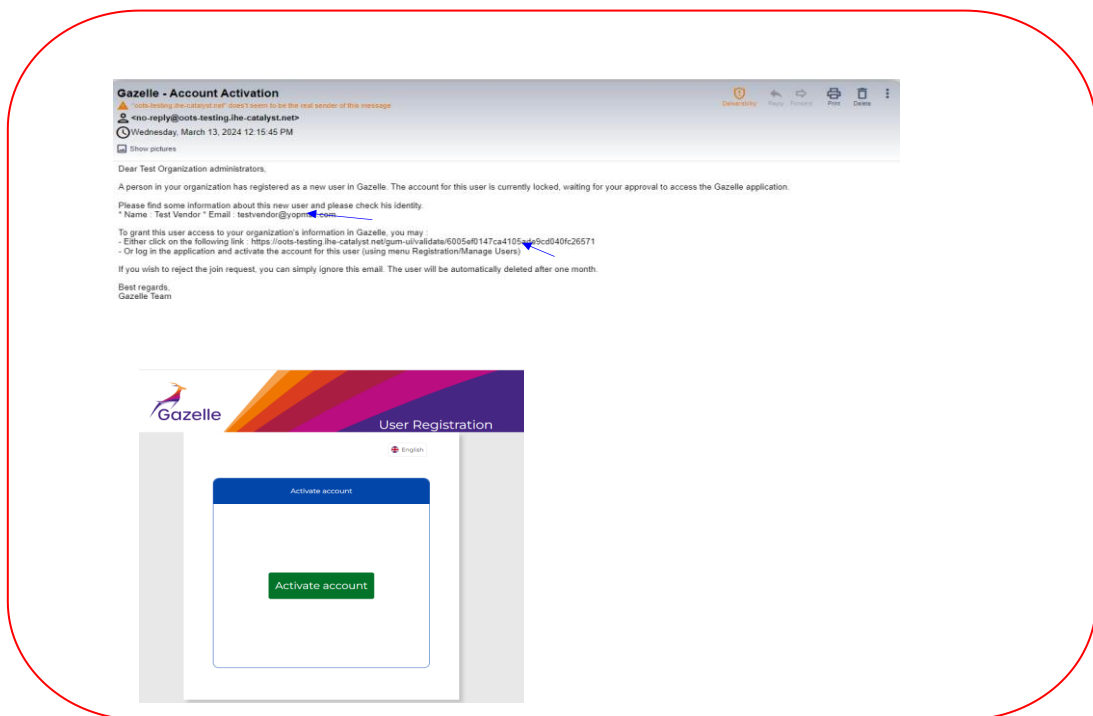 Gazelle - Account Activation
"oots-testing.ihe-catalyst.net" does't seem to be the real sender of this message
<no-reply@oots-testing.ihe-catalyst.net>
Wednesday, March 13, 2024 12:15:45 PM
Show pictures
Deliverability Reply Forward Print Delete
Dear Test Organization administrators,
A person in your organization has registered as a new user in Gazelle. The account for this user is currently locked, waiting for your approval to access the Gazelle application.
Please find some information about this new user and please check his identity.
* Name : Test Vendor * Email : testvendor@yopmail.com
To grant this user access to your organization's information in Gazelle, you may :
- Either click on the following link : https://oots-testing.ihe-catalyst.net/gum-ui/validate/6005ef0147ca4105ade9cd040fc26571
- Or log in the application and activate the account for this user (using menu Registration/Manage Users)
If you wish to reject the join request, you can simply ignore this email. The user will be automatically deleted after one month.
Best regards,
Gazelle Team
Gazelle
User Registration
English
Activate account
Activate account